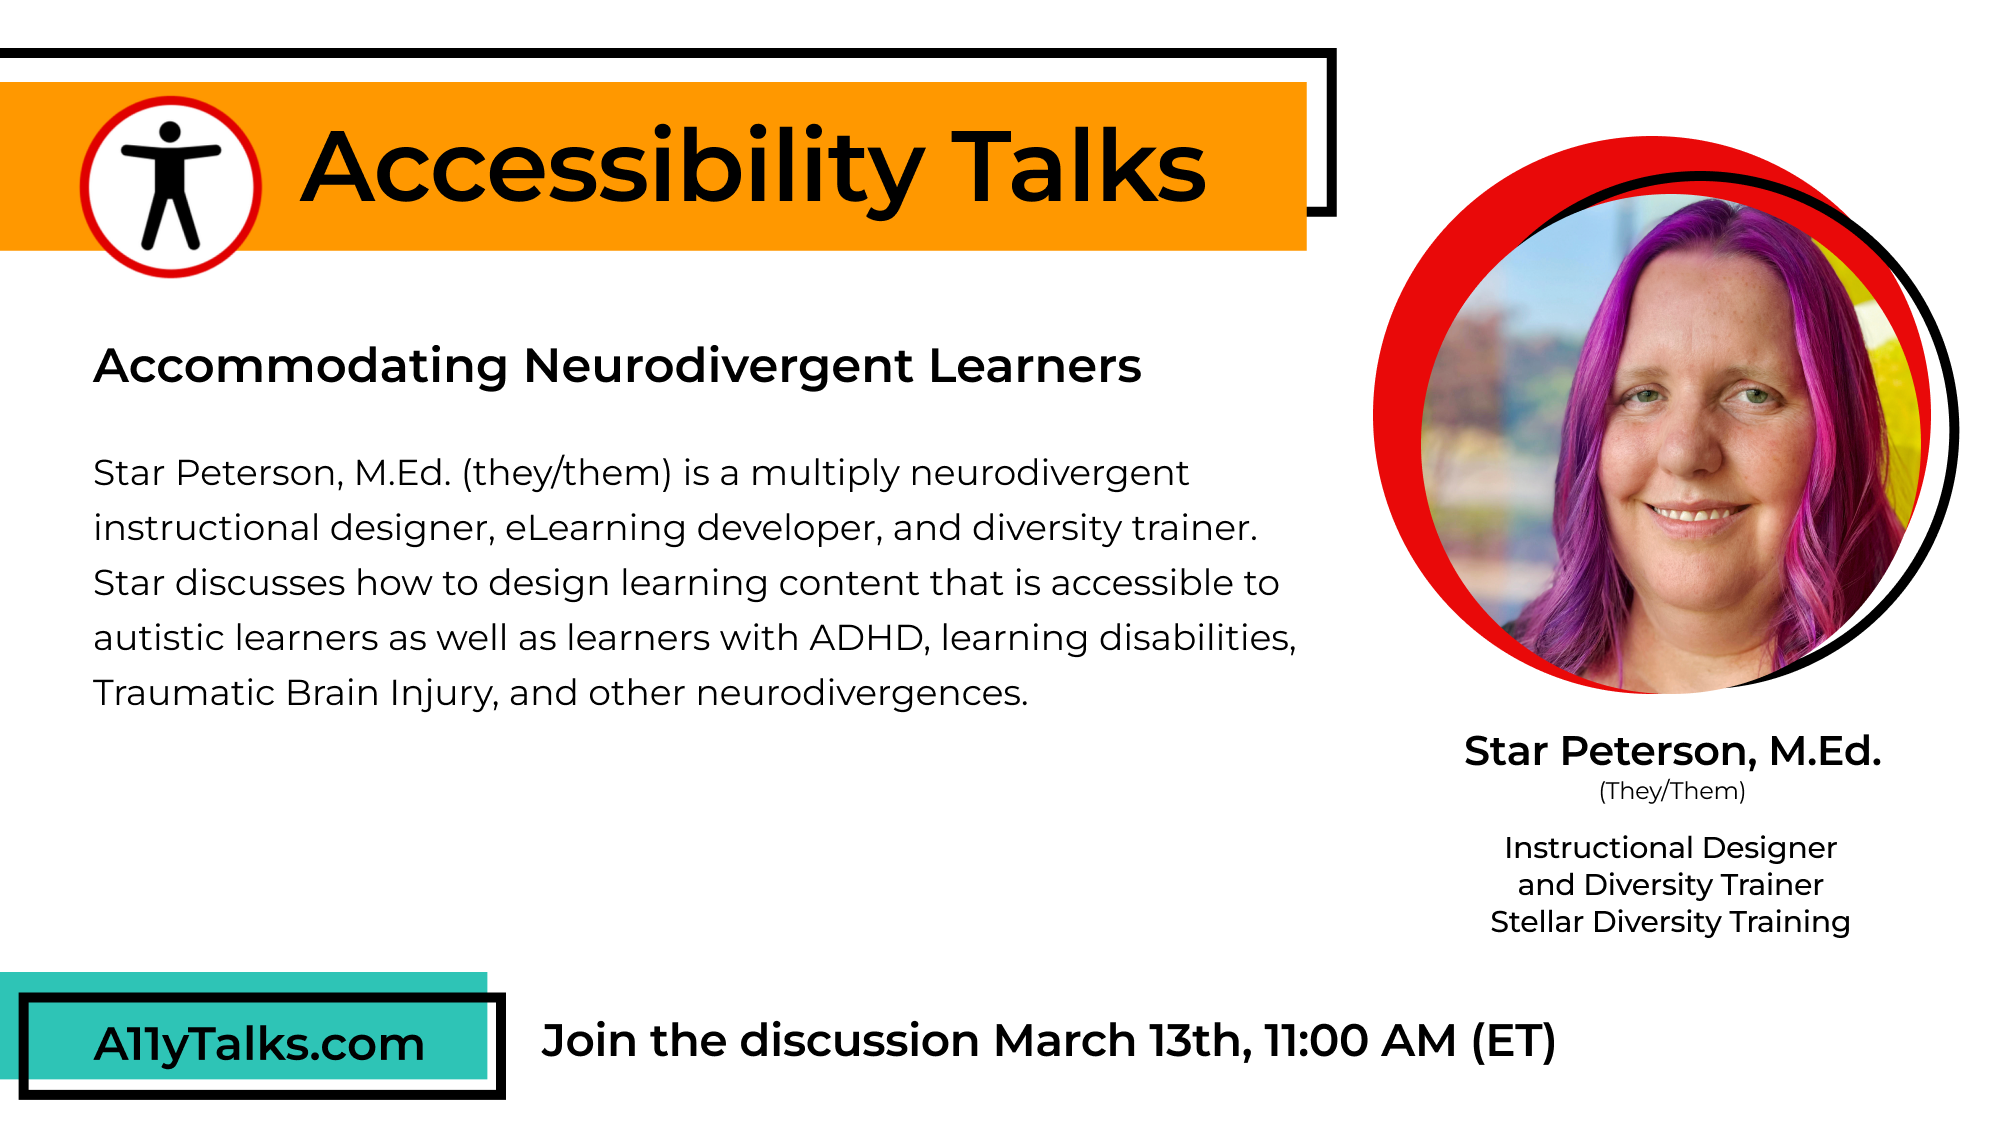 Accessibility Talks
Accommodating Neurodivergent Learners
Star Peterson, M.Ed. (they/them) is a multiply neurodivergent
instructional designer, eLearning developer, and diversity trainer.
Star discusses how to design learning content that is accessible to
autistic learners as well as learners with ADHD, learning disabilities,
Traumatic Brain Injury, and other neurodivergences.
Star Peterson, M.Ed.
(They/Them)
Instructional Designer
and Diversity Trainer
Stellar Diversity Training
A11yTalks.com
Join the discussion March 13th, 11:00 AM (ET)